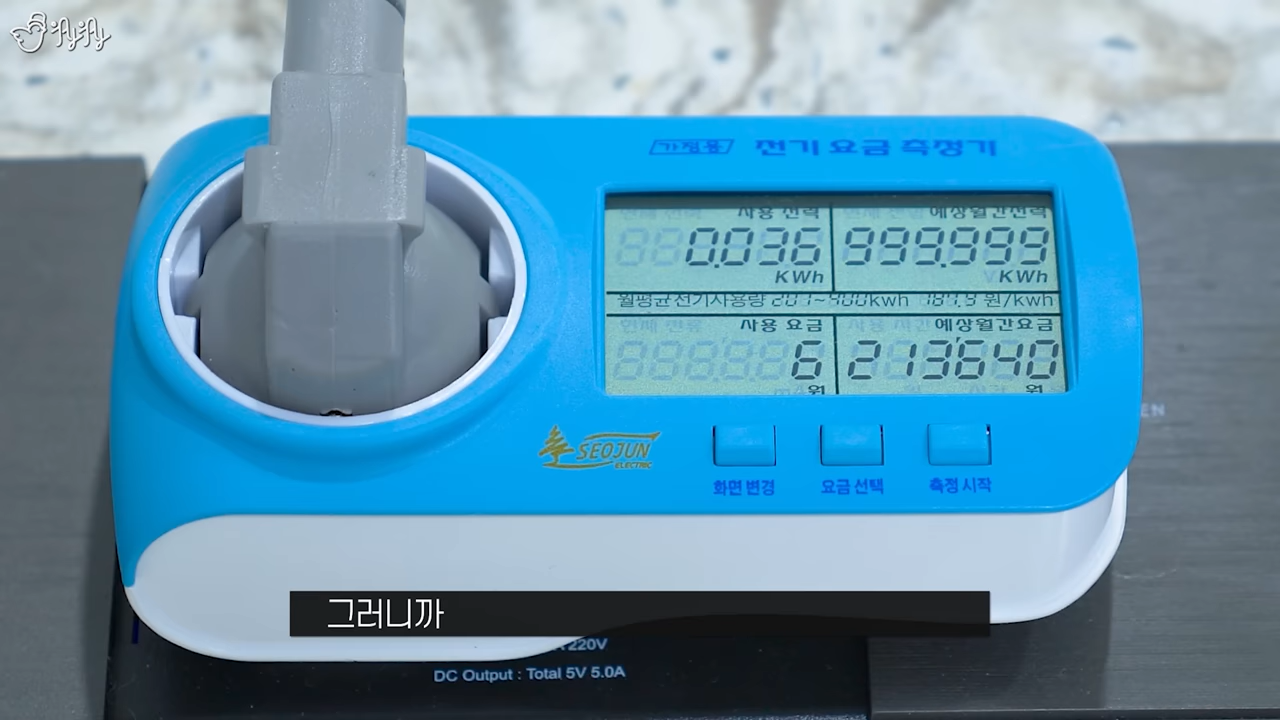 귀귀
가정용 전기요금측정기
사용 전력 예상월간전력
0.036 999.999
KWh KWh
월평균전기사용량 201~400kwh 187.9 원/kwh
사용 요금 예상월간요금
6 213640
원 원
SEOJUN
ELECTRIC
화면 변경 요금 선택 측정 시작
그러니까
220V
DC Output : Total 5V 5.0A
EN